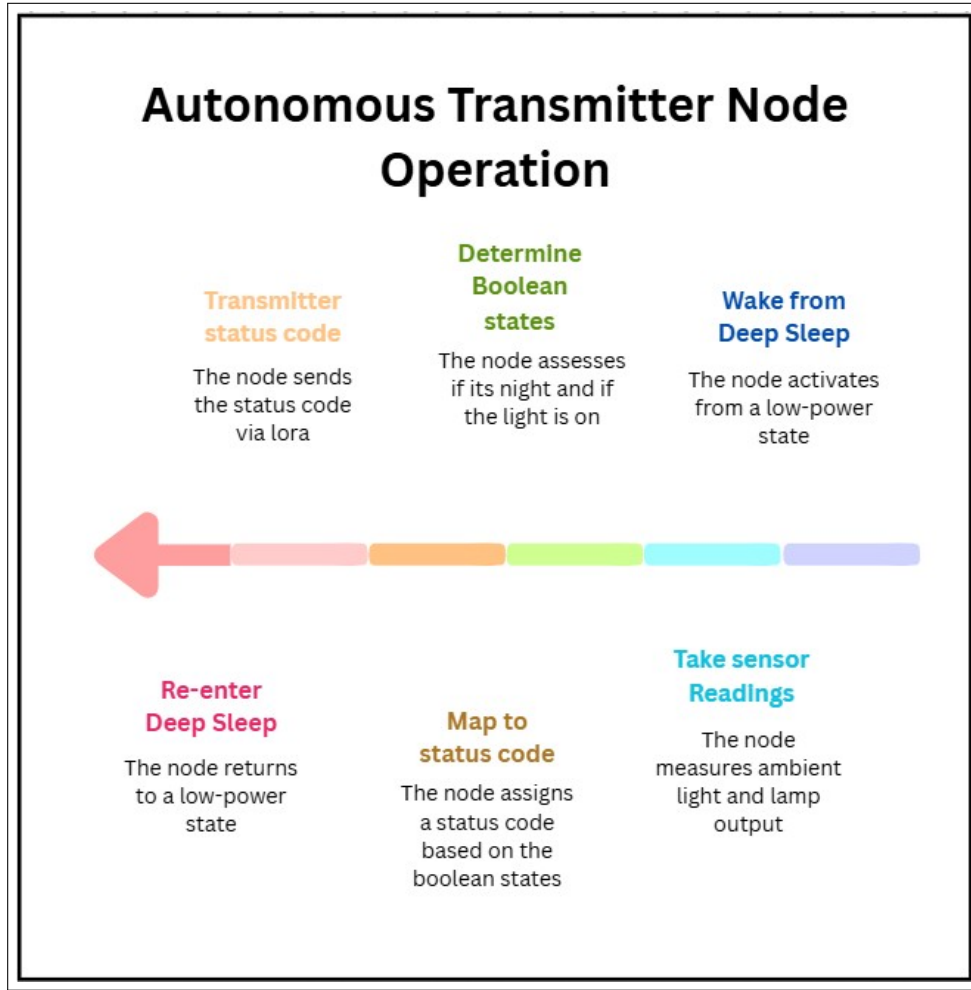 Autonomous Transmitter Node
Operation
Transmitter
status code
The node sends
the status code
via lora
Determine
Boolean
states
The node assesses
if its night and if
the light is on
Wake from
Deep Sleep
The node activates
from a low-power
state
Re-enter
Deep Sleep
The node returns
to a low-power
state
Map to
status code
The node assigns
a status code
based on the
boolean states
Take sensor
Readings
The node
measures ambient
light and lamp
output